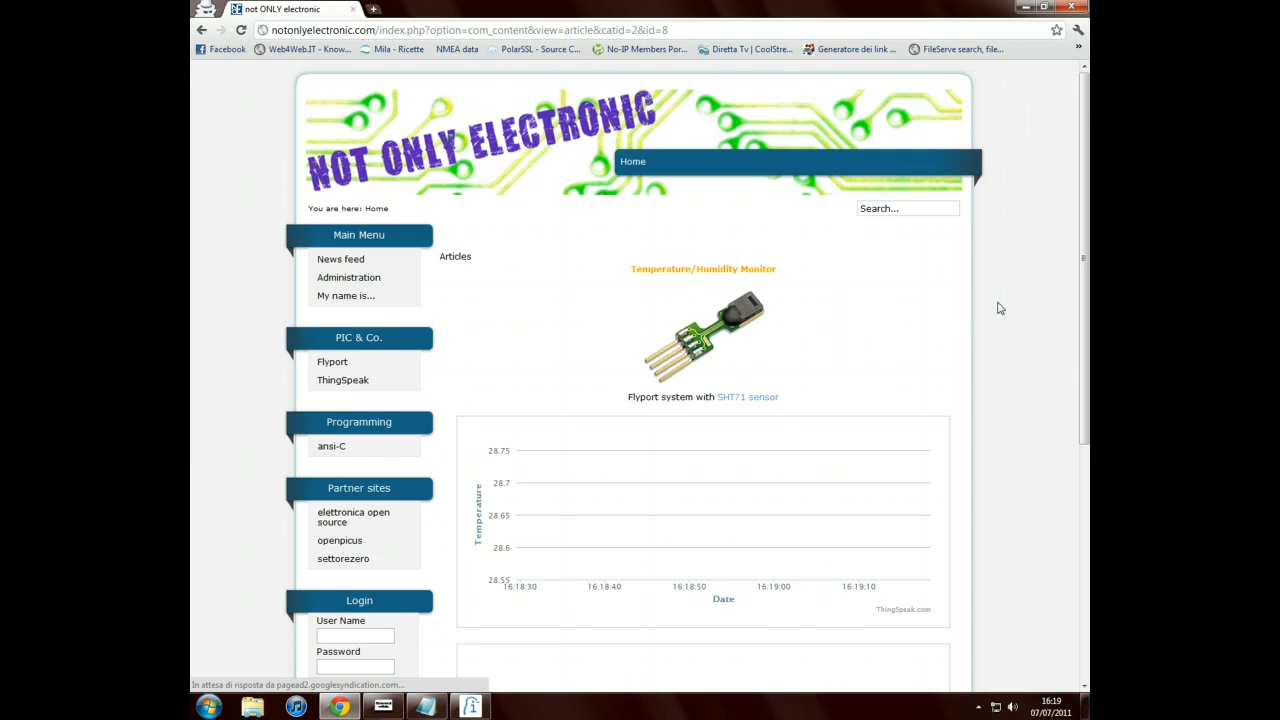 not ONLY electronic
notonlyelectronic.com/index.php?option=com_content&view=article&catid=2&id=8
Facebook Web4Web.IT - Know... Mila - Ricette NMEA data PolarSSL - Source C... No-IP Members Por... Diretta Tv | CoolStre... Generatore dei link ... FileServe search, file... »
NOT ONLY ELECTRONIC
Home
You are here: Home
Search...
Main Menu
News feed
Administration
My name is...
PIC & Co.
Flyport
ThingSpeak
Programming
ansi-C
Partner sites
elettronica open
source
openpicus
settorezero
Login
User Name
Password
Articles
Temperature/Humidity Monitor
Flyport system with SHT71 sensor
Temperature
28.75
28.7
28.65
28.6
28.55
16:18:30 16:18:40 16:18:50 16:19:00 16:19:10
Date
ThingSpeak.com
In attesa di risposta da pagead2.googlesyndication.com...
16:19
07/07/2011